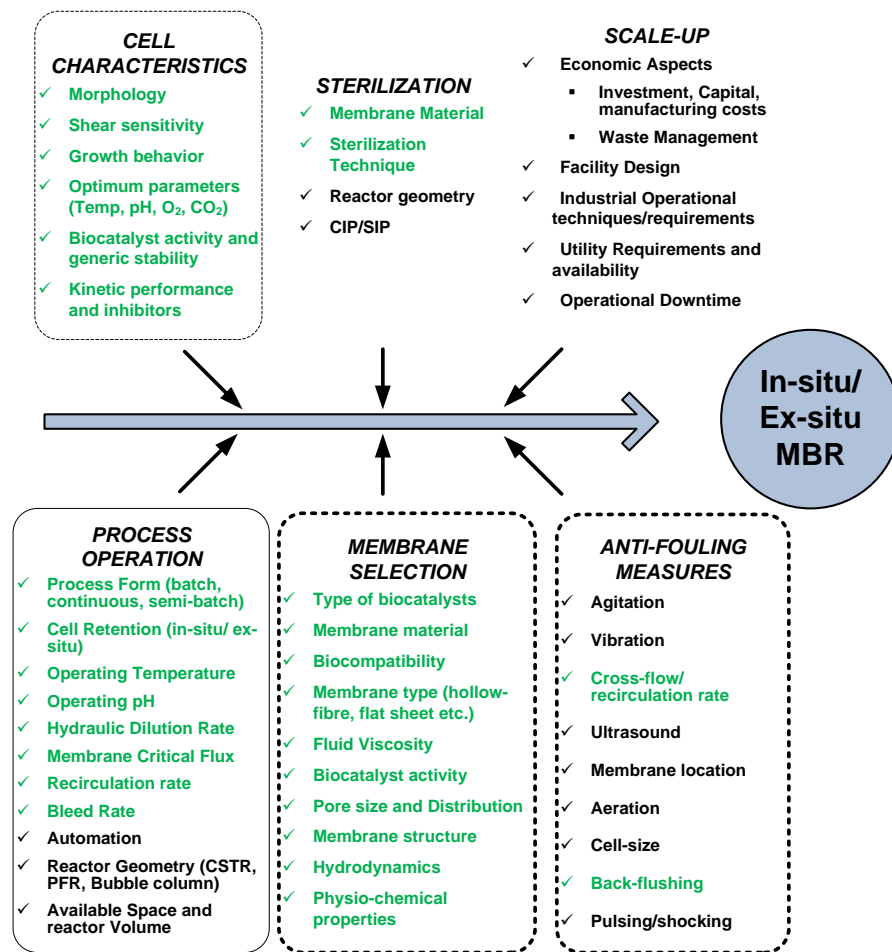 CELL
CHARACTERISTICS
✓ Morphology
✓ Shear sensitivity
✓ Growth behavior
✓ Optimum parameters
(Temp, pH, O₂, CO₂)
✓ Biocatalyst activity and
generic stability
✓ Kinetic performance
and inhibitors
STERILIZATION
✓ Membrane Material
✓ Sterilization
Technique
✓ Reactor geometry
✓ CIP/SIP
SCALE-UP
✓ Economic Aspects
▪ Investment, Capital,
manufacturing costs
▪ Waste Management
✓ Facility Design
✓ Industrial Operational
techniques/requirements
✓ Utility Requirements and
availability
✓ Operational Downtime
In-situ/
Ex-situ
MBR
PROCESS
OPERATION
✓ Process Form (batch,
continuous, semi-batch)
✓ Cell Retention (in-situ/ ex-
situ)
✓ Operating Temperature
✓ Operating pH
✓ Hydraulic Dilution Rate
✓ Membrane Critical Flux
✓ Recirculation rate
✓ Bleed Rate
✓ Automation
✓ Reactor Geometry (CSTR,
PFR, Bubble column)
✓ Available Space and
reactor Volume
MEMBRANE
SELECTION
✓ Type of biocatalysts
✓ Membrane material
✓ Biocompatibility
✓ Membrane type (hollow-
fibre, flat sheet etc.)
✓ Fluid Viscosity
✓ Biocatalyst activity
✓ Pore size and Distribution
✓ Membrane structure
✓ Hydrodynamics
✓ Physio-chemical
properties
ANTI-FOULING
MEASURES
✓ Agitation
✓ Vibration
✓ Cross-flow/
recirculation rate
✓ Ultrasound
✓ Membrane location
✓ Aeration
✓ Cell-size
✓ Back-flushing
✓ Pulsing/shocking